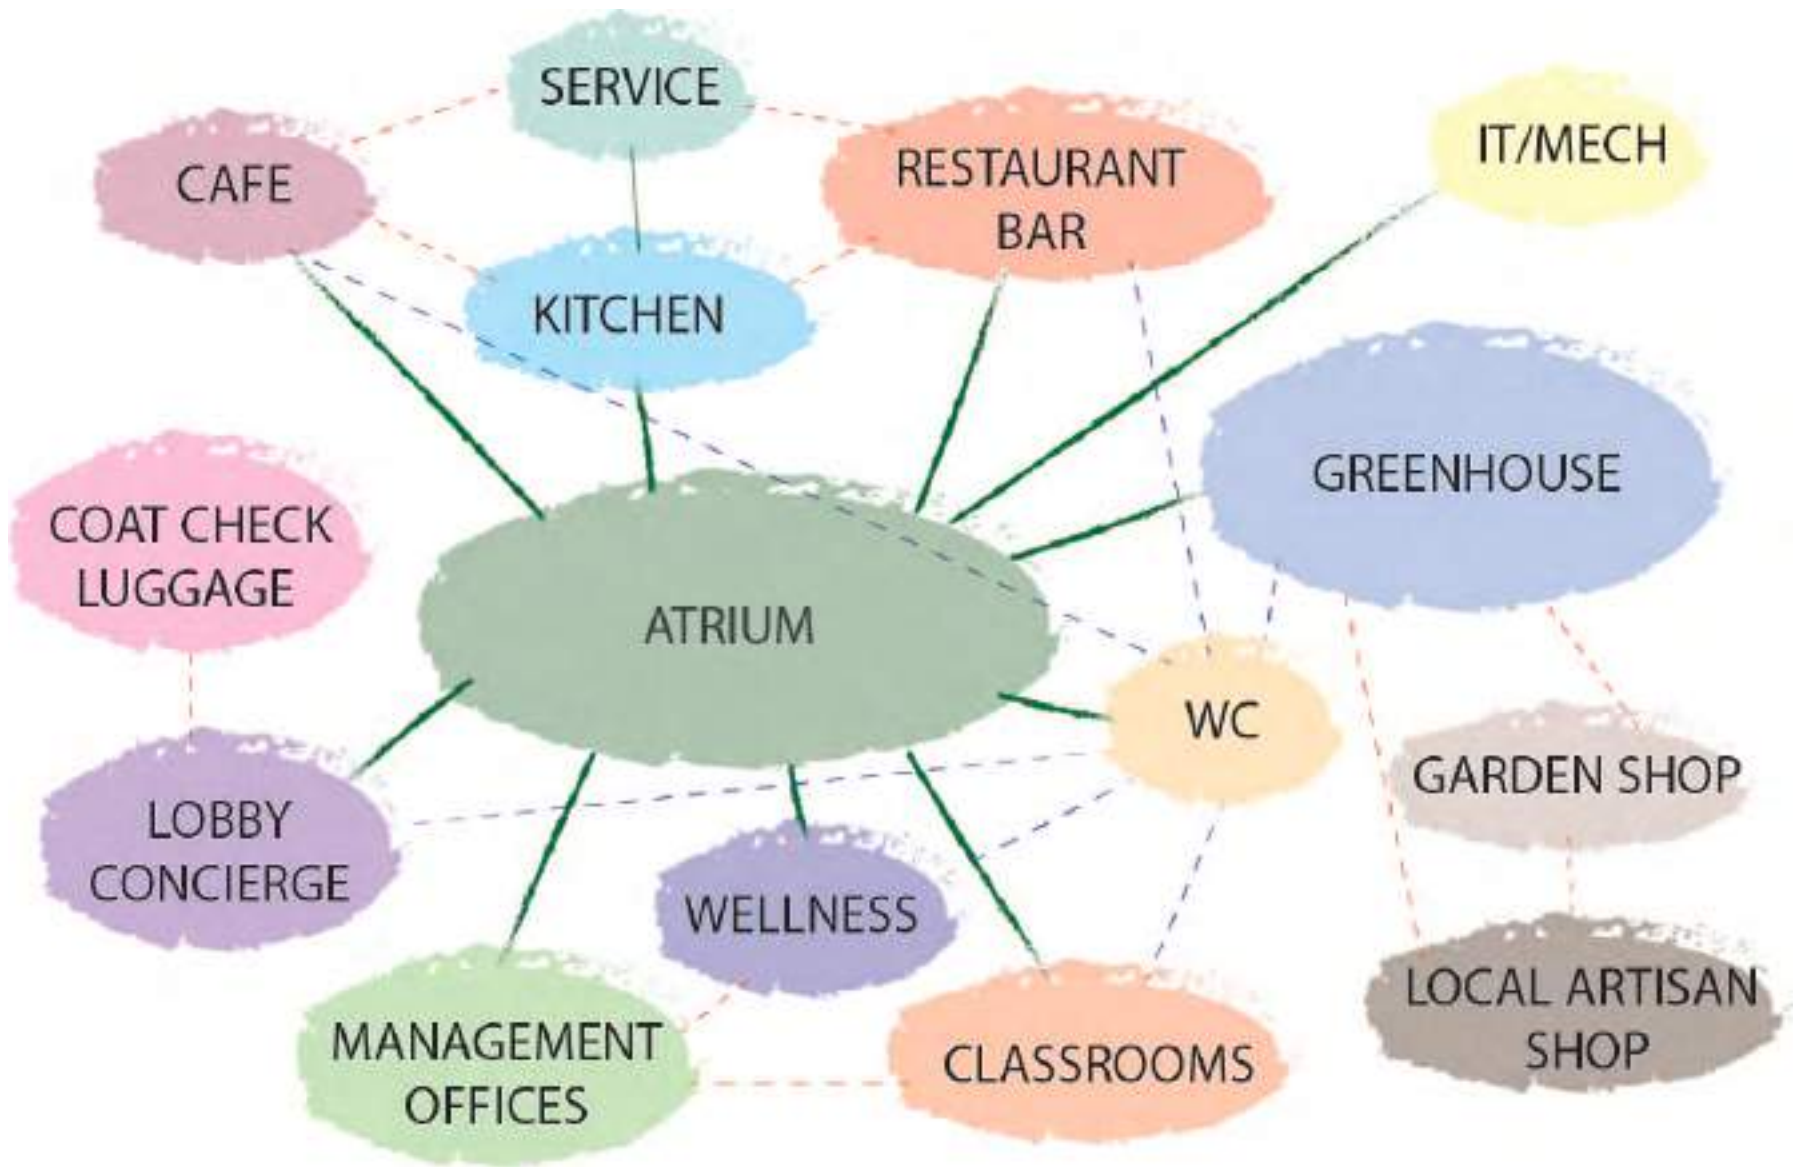 SERVICE
CAFE
RESTAURANT
BAR
IT/MECH
KITCHEN
GREENHOUSE
COAT CHECK
LUGGAGE
ATRIUM
WC
GARDEN SHOP
LOBBY
CONCIERGE
WELLNESS
LOCAL ARTISAN
SHOP
MANAGEMENT
OFFICES
CLASSROOMS